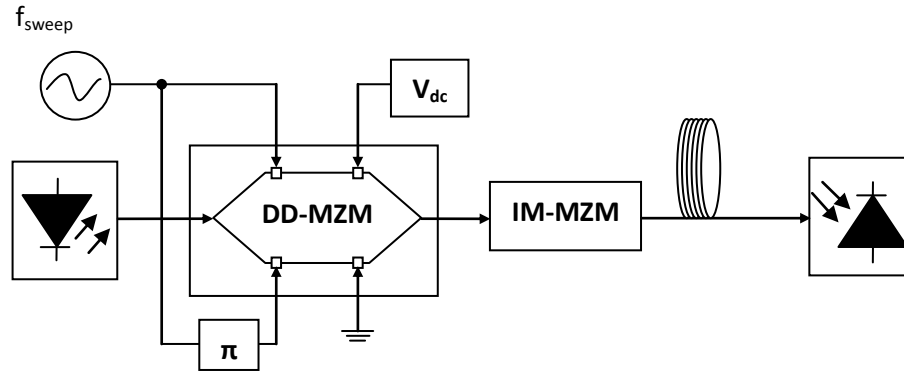 f_sweep
V_dc
DD-MZM
IM-MZM
π